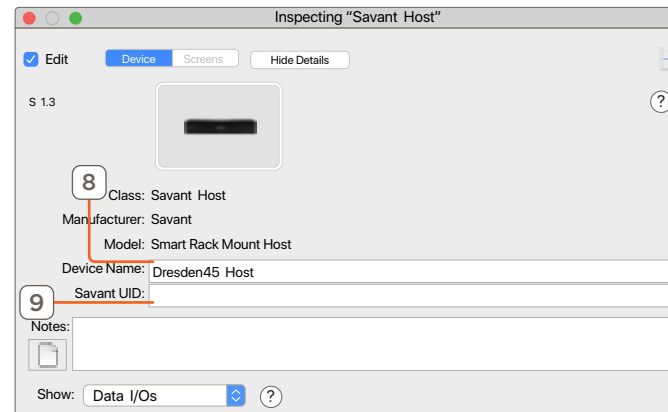 Inspecting “Savant Host”
Edit Device Screens Hide Details
S 1.3 ?
8
Class: Savant Host
Manufacturer: Savant
Model: Smart Rack Mount Host
Device Name: Dresden45 Host
Savant UID:
9
Notes:
Show: Data I/Os ?